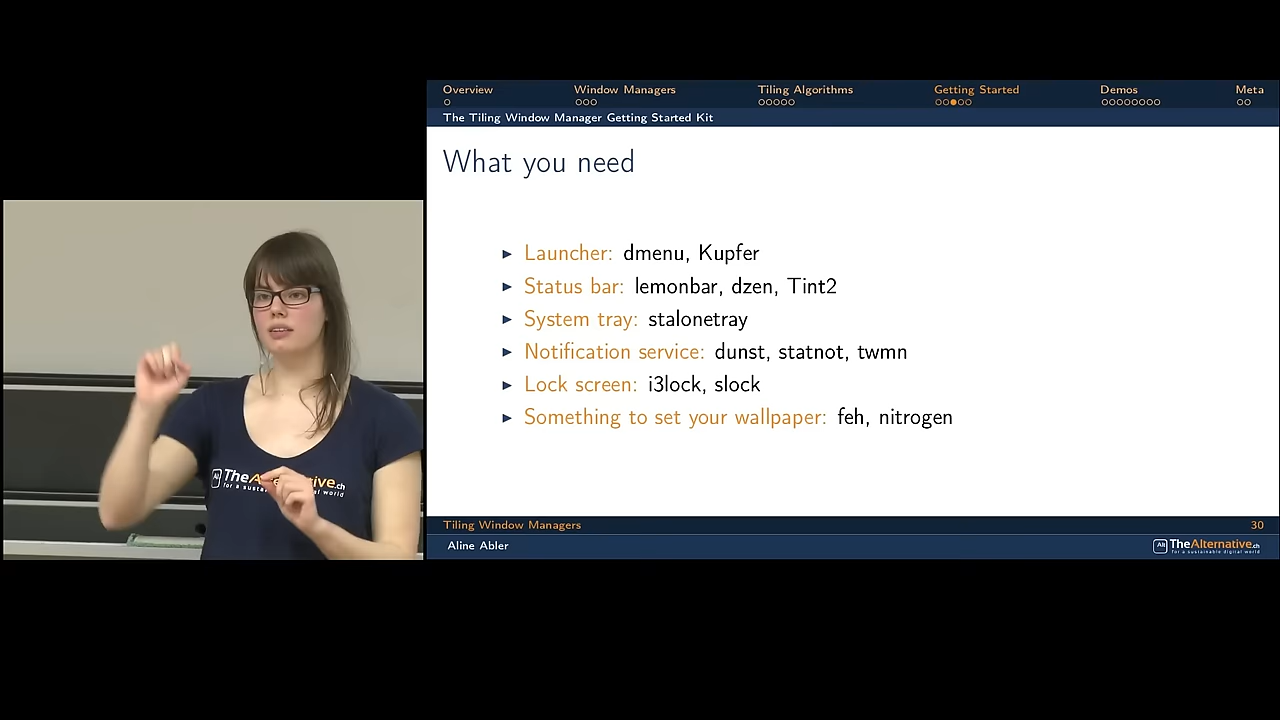 Overview Window Managers Tiling Algorithms Getting Started Demos Meta
The Tiling Window Manager Getting Started Kit
What you need
Launcher: dmenu, Kupfer
Status bar: lemonbar, dzen, Tint2
System tray: stalonetray
Notification service: dunst, statnot, twmn
Lock screen: i3lock, slock
Something to set your wallpaper: feh, nitrogen
Tiling Window Managers 30
Aline Abler
Alt TheAlternative.ch
for a sustainable digital world